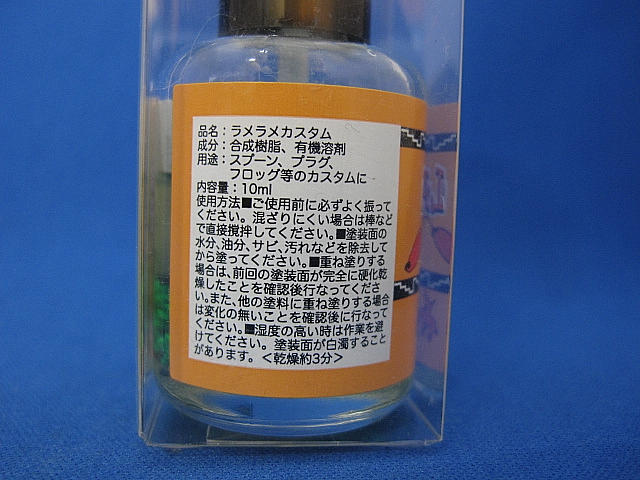 品名：ラメラメカスタム
成分：合成樹脂、有機溶剤
用途：スプーン、プラグ、
フロッグ等のカスタムに
内容量：10ml
使用方法■ご使用前に必ずよく振って
ください。混ざりにくい場合は棒など
で直接撹拌してください。■塗装面の
水分、油分、サビ、汚れなどを除去して
から塗ってください。■重ね塗りする
場合は、前回の塗装面が完全に硬化乾
燥したことを確認後行なってくださ
い。また、他の塗料に重ね塗りする場合
は変化の無いことを確認後に行なって
ください。■湿度の高い時は作業を避
けてください。塗装面が白濁すること
があります。＜乾燥約3分＞